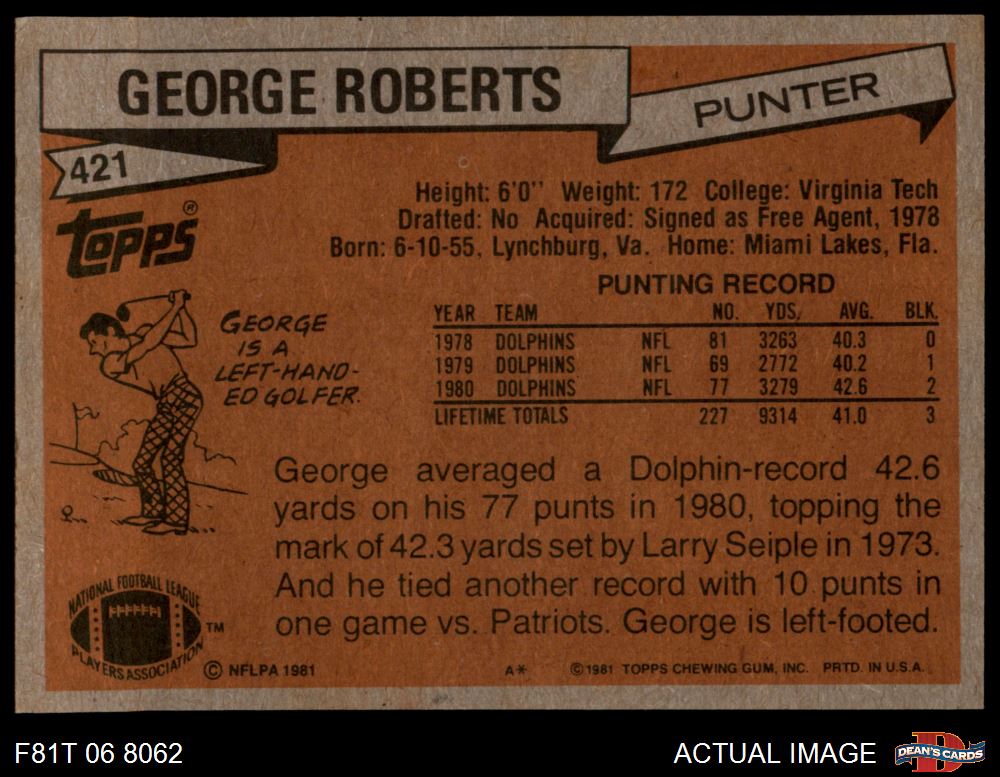 GEORGE ROBERTS
PUNTER
421
TOPPS®
Height: 6'0'' Weight: 172 College: Virginia Tech
Drafted: No Acquired: Signed as Free Agent, 1978
Born: 6-10-55, Lynchburg, Va. Home: Miami Lakes, Fla.
PUNTING RECORD
YEAR TEAM NO. YDS. AVG. BLK.
1978 DOLPHINS NFL 81 3263 40.3 0
1979 DOLPHINS NFL 69 2772 40.2 1
1980 DOLPHINS NFL 77 3279 42.6 2
LIFETIME TOTALS 227 9314 41.0 3
GEORGE
IS A
LEFT-HAND-
ED GOLFER.
George averaged a Dolphin-record 42.6
yards on his 77 punts in 1980, topping the
mark of 42.3 yards set by Larry Seiple in 1973.
And he tied another record with 10 punts in
one game vs. Patriots. George is left-footed.
NATIONAL FOOTBALL LEAGUE
PLAYERS ASSOCIATION
TM
© NFLPA 1981
A*
© 1981 TOPPS CHEWING GUM, INC. PRTD. IN U.S.A.
F81T 06 8062
ACTUAL IMAGE
D
DEAN'S CARDS